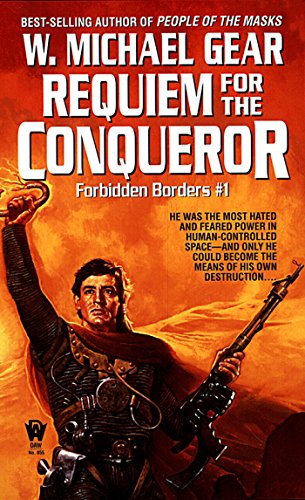 BEST-SELLING AUTHOR OF PEOPLE OF THE MASKS
W. MICHAEL GEAR
REQUIEM
FOR THE
CONQUEROR
Forbidden Borders #1
HE WAS THE MOST HATED
AND FEARED POWER IN
HUMAN-CONTROLLED
SPACE—AND ONLY HE
COULD BECOME THE
MEANS OF HIS OWN
DESTRUCTION....
DAW